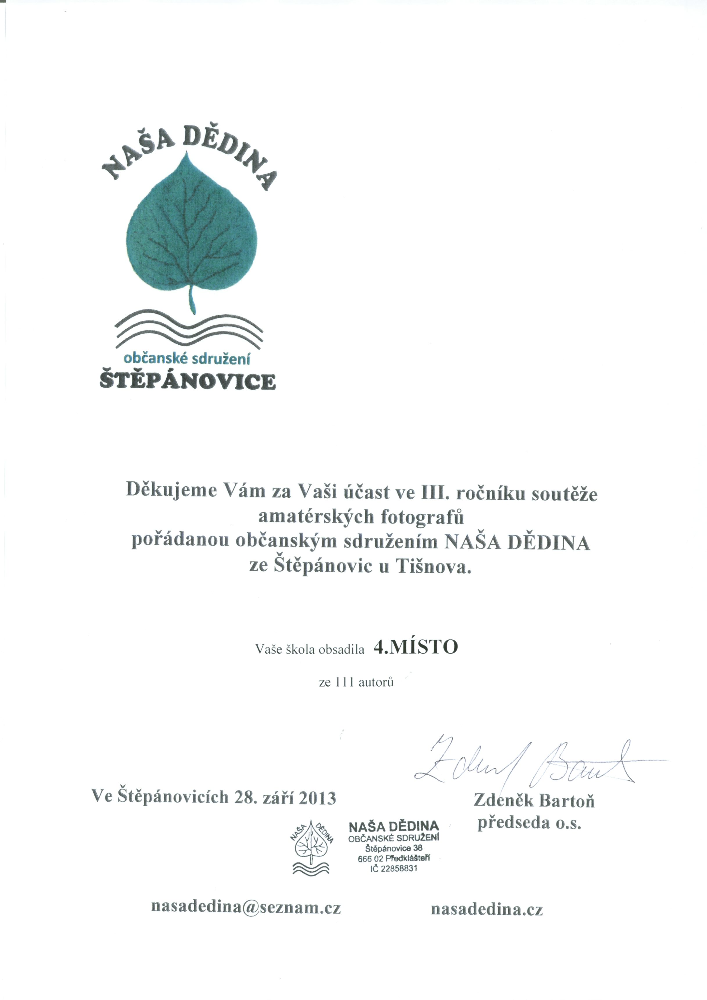 NAŠA DĚDINA
občanské sdružení
ŠTĚPÁNOVICE
Děkujeme Vám za Vaši účast ve III. ročníku soutěže
amatérských fotografů
pořádanou občanským sdružením NAŠA DĚDINA
ze Štěpánovic u Tišnova.
Vaše škola obsadila 4.MÍSTO
ze 111 autorů
Zdeněk Bartoň
Ve Štěpánovicích 28. září 2013
předseda o.s.
NAŠA DĚDINA
NAŠA DĚDINA
OBČANSKÉ SDRUŽENÍ
Štěpánovice 38
666 02 Předklášteří
IČ 22858831
nasadedina@seznam.cz
nasadedina.cz